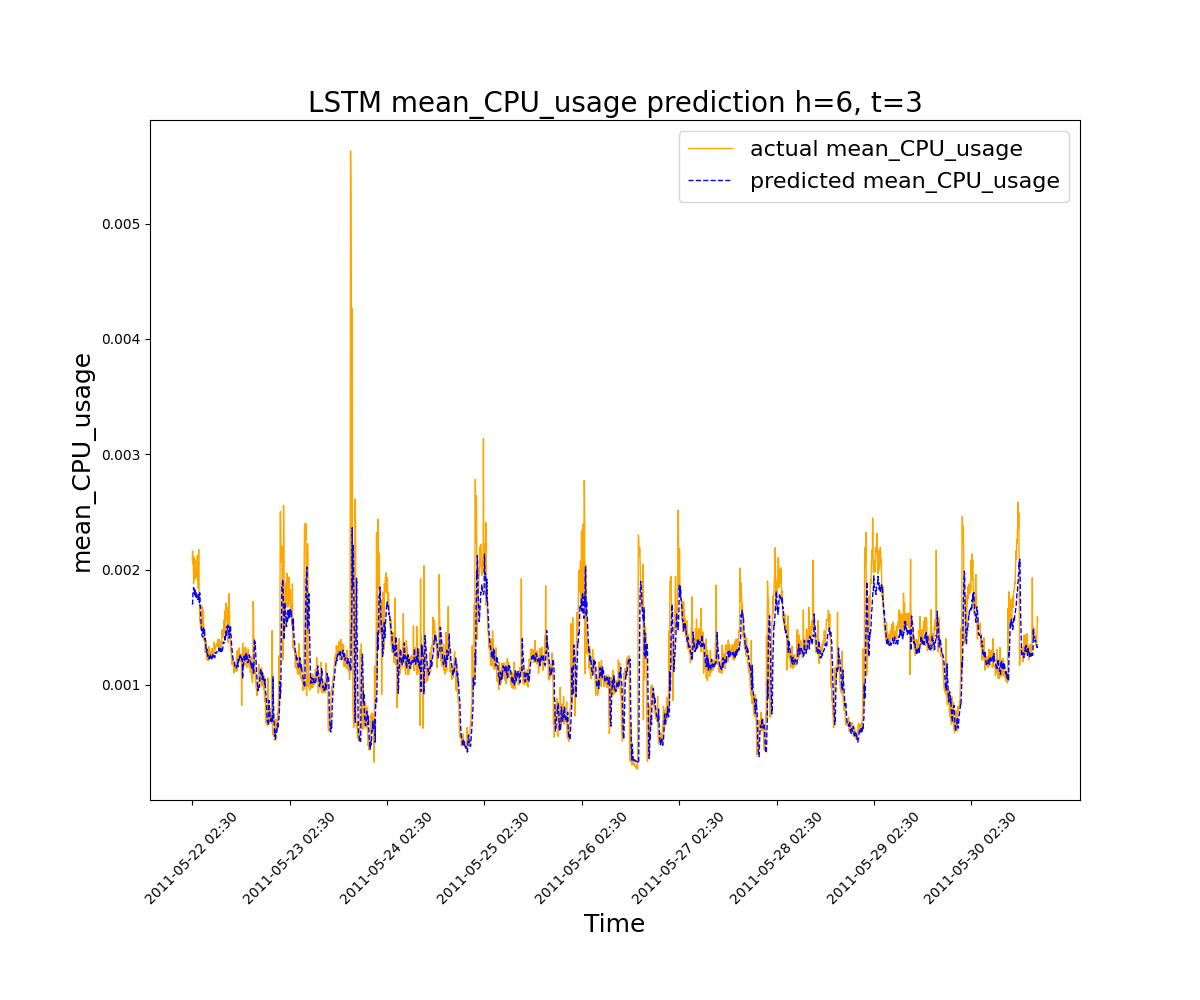 LSTM mean_CPU_usage prediction h=6, t=3
actual mean_CPU_usage
predicted mean_CPU_usage
mean_CPU_usage
0.005
0.004
0.003
0.002
0.001
2011-05-22 02:30
2011-05-23 02:30
2011-05-24 02:30
2011-05-25 02:30
2011-05-26 02:30
2011-05-27 02:30
2011-05-28 02:30
2011-05-29 02:30
2011-05-30 02:30
Time